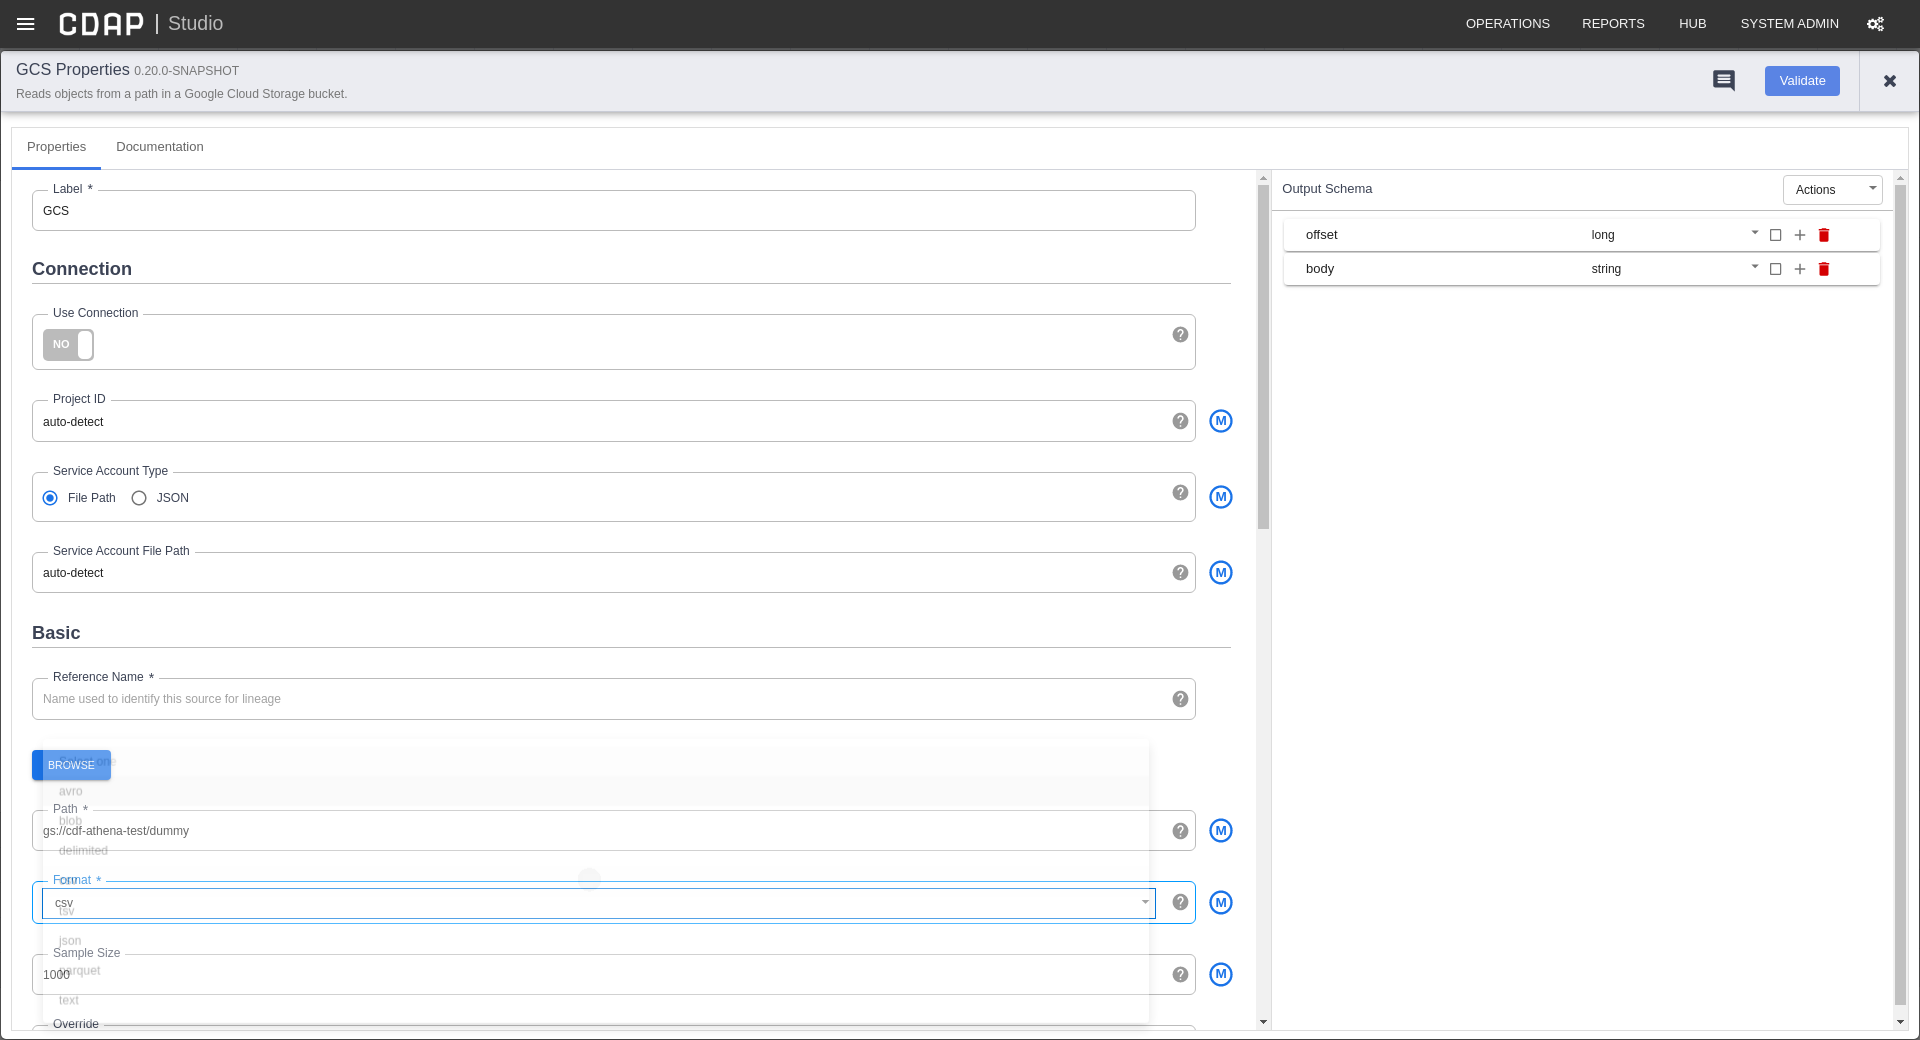 CDAP | Studio
OPERATIONS REPORTS HUB SYSTEM ADMIN
GCS Properties 0.20.0-SNAPSHOT
Reads objects from a path in a Google Cloud Storage bucket.
Validate
Properties Documentation
Label *
GCS
Connection
Use Connection
NO
Project ID
auto-detect
M
Service Account Type
File Path JSON
M
Service Account File Path
auto-detect
M
Basic
Reference Name *
Name used to identify this source for lineage
BROWSE
Select one
avro
Path *
blob
gs://cdf-athena-test/dummy
M
delimited
Format *
csv
csv
M
tsv
json
Sample Size
parquet
1000
M
text
Override
Output Schema
Actions
offset long
body string